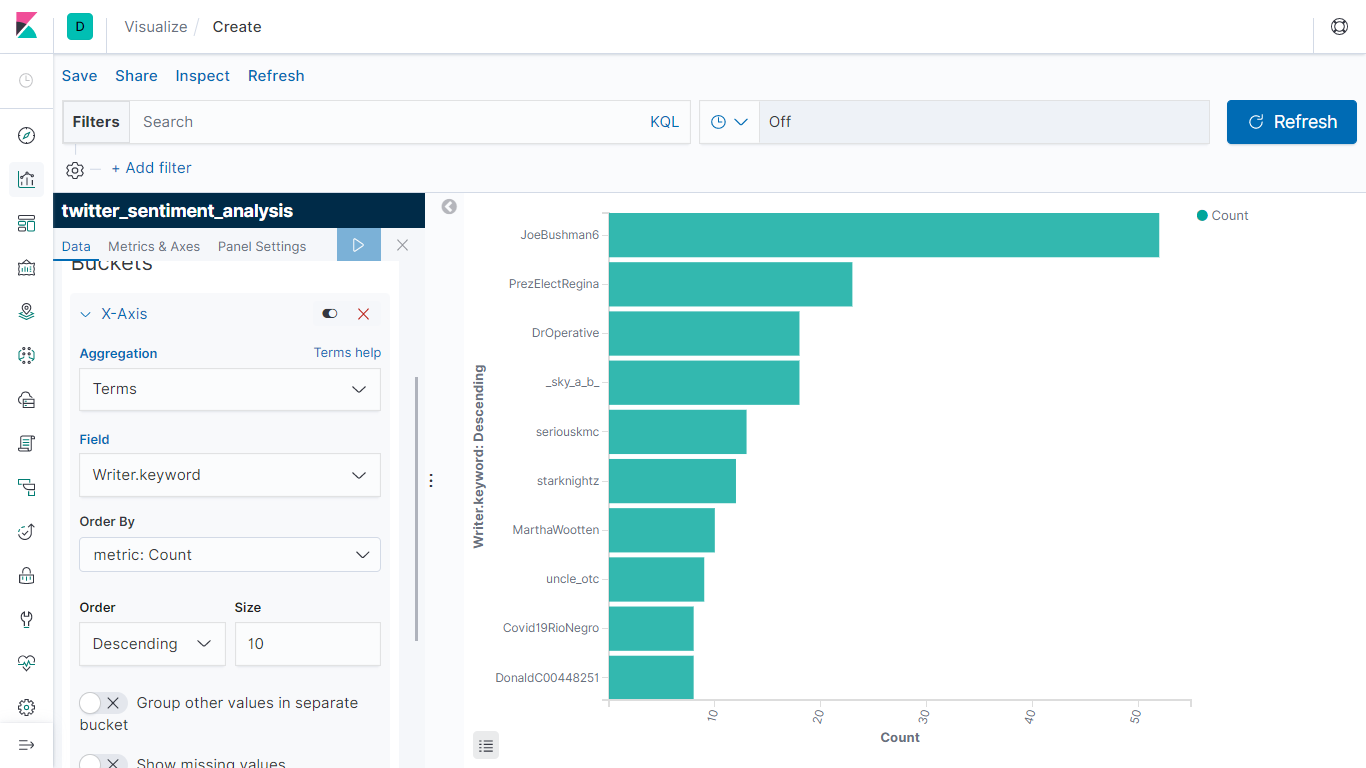 D Visualize / Create
Save Share Inspect Refresh
Filters Search KQL Off Refresh
+ Add filter
twitter_sentiment_analysis
Data Metrics & Axes Panel Settings
Buckets
X-Axis
Aggregation Terms help
Terms
Field
Writer.keyword
Order By
metric: Count
Order Size
Descending 10
Group other values in separate
bucket
Show missing values
Writer.keyword: Descending
JoeBushman6
PrezElectRegina
DrOperative
_sky_a_b_
seriouskmc
starknightz
MarthaWootten
uncle_otc
Covid19RioNegro
DonaldC00448251
10 20 30 40 50
Count
Count